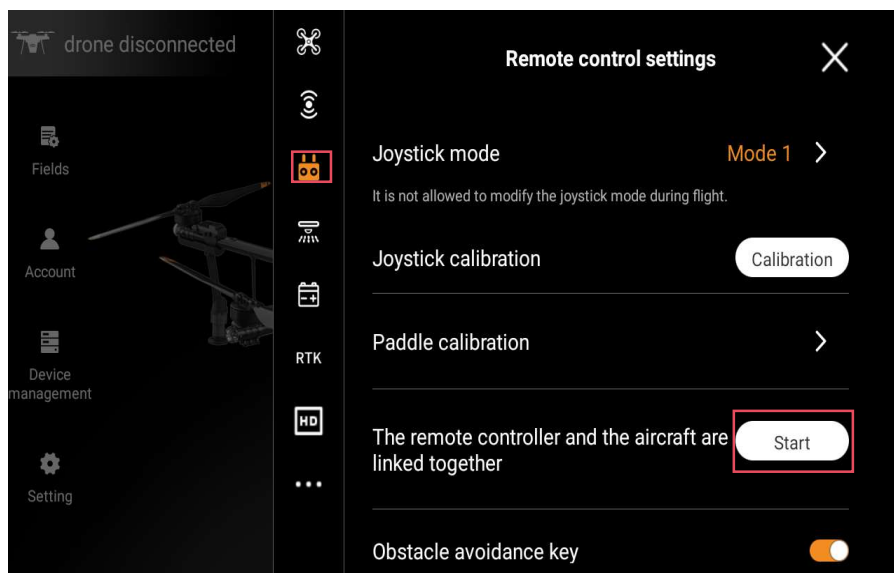 drone disconnected
Fields
Account
Device
management
Setting
RTK
HD
Remote control settings
Joystick mode
Mode 1
It is not allowed to modify the joystick mode during flight.
Joystick calibration
Calibration
Paddle calibration
The remote controller and the aircraft are
linked together
Start
Obstacle avoidance key